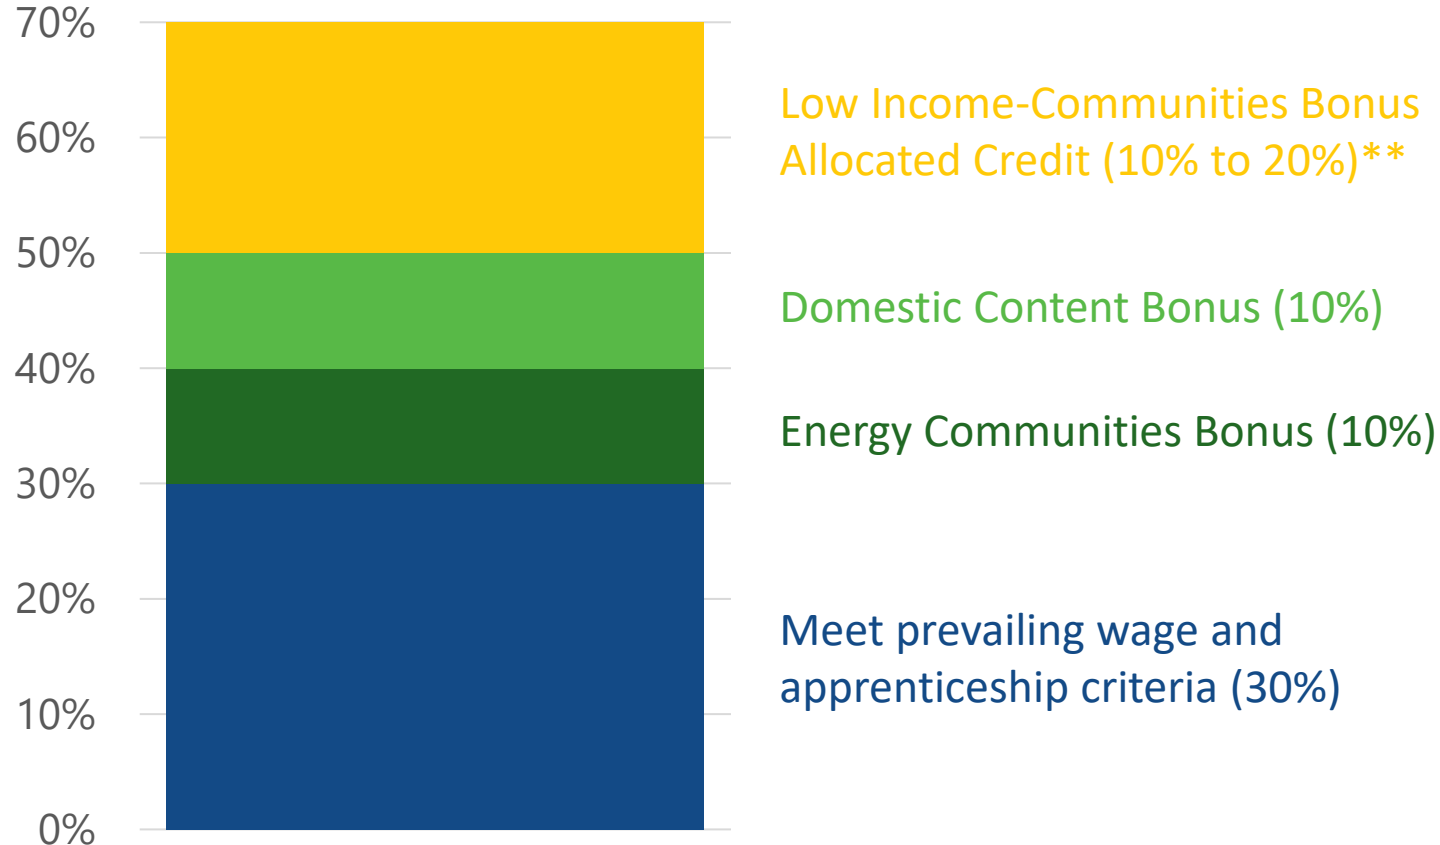 70%
60%
50%
40%
30%
20%
10%
0%
Low Income-Communities Bonus
Allocated Credit (10% to 20%)**
Domestic Content Bonus (10%)
Energy Communities Bonus (10%)
Meet prevailing wage and
apprenticeship criteria (30%)